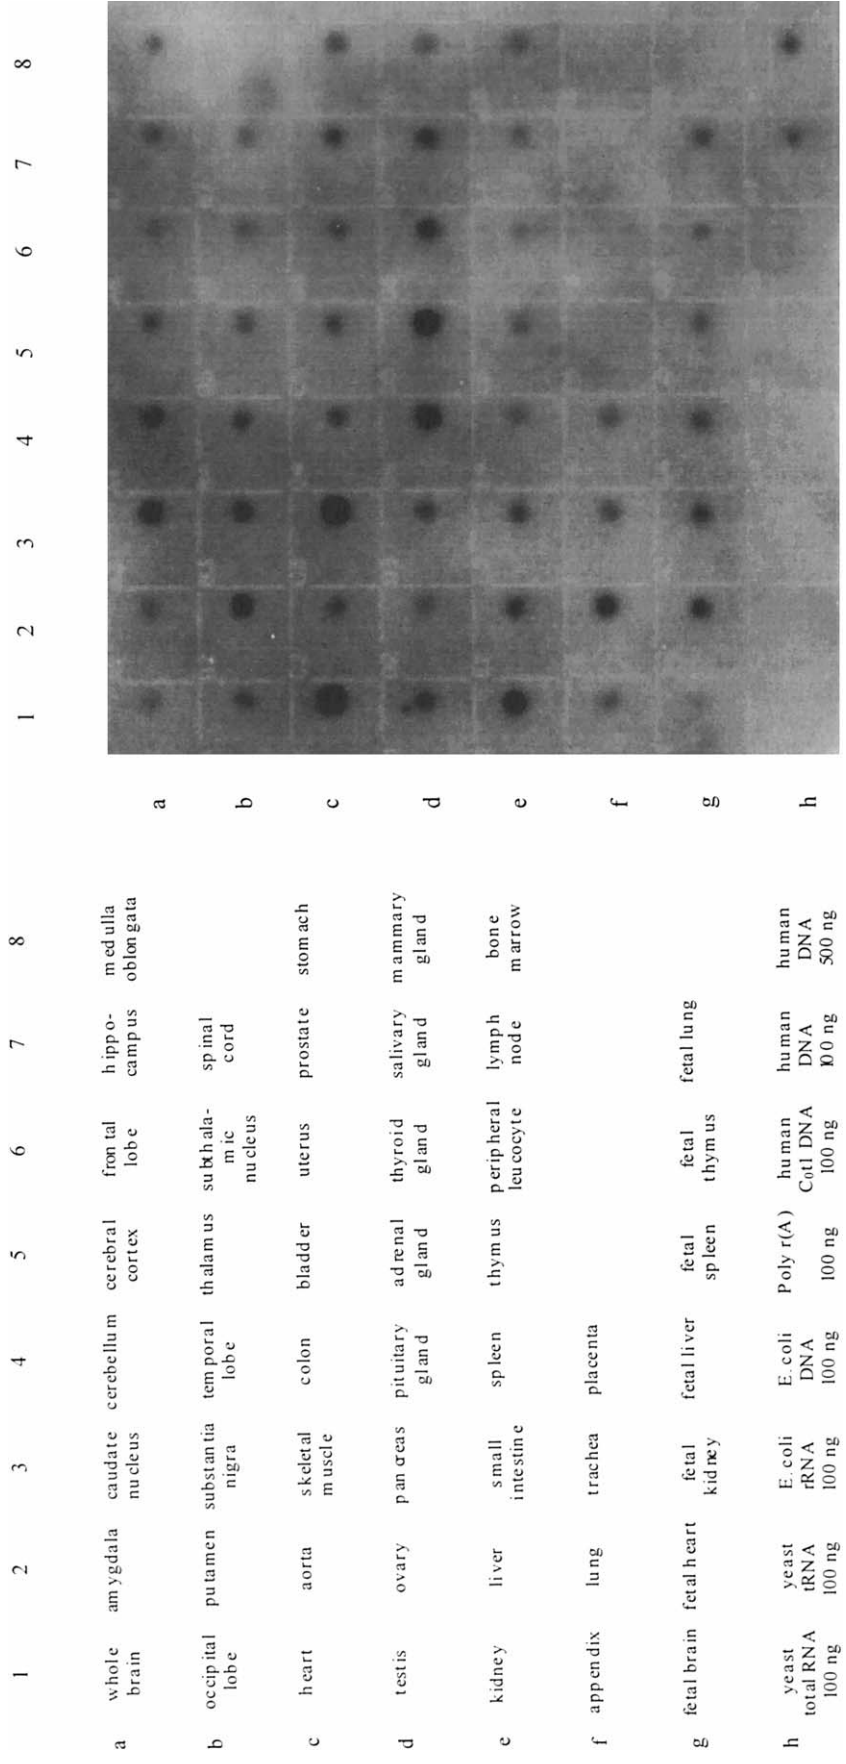 1 2 3 4 5 6 7 8
a
whole amygdala caudate cerebellum cerebral frontal hippo- medulla
brain nucleus cortex lobe campus oblongata
b
occipital putamen substantia temporal thalamus subthala- spinal
lobe nigra lobe mic cord
nucleus
c
heart aorta skeletal colon bladder uterus prostate stomach
muscle
d
testis ovary pancreas pituitary adrenal thyroid salivary mammary
gland gland gland gland gland
e
kidney liver small spleen thymus peripheral lymph bone
intestine leucocyte node marrow
f
appendix lung trachea placenta
g
fetal brain fetal heart fetal fetal liver fetal fetal fetal lung
kidney spleen thymus
h
yeast yeast E.coli E.coli Poly r(A) human human human
total RNA tRNA rRNA DNA C₀t1 DNA DNA DNA
100 ng 100 ng 100 ng 100 ng 100 ng 100 ng 100 ng 500 ng
1 2 3 4 5 6 7 8
a
b
c
d
e
f
g
h